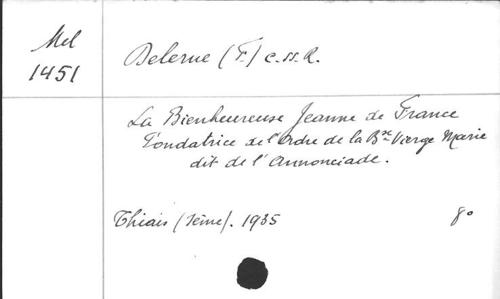 Mel
1451
Delerue (F.) C.SS.R.
La Bienheureuse Jeanne de France
Fondatrice de l'Ordre de la Bse Vierge Marie
dit de l'Annonciade.
Thiais (Seine). 1935 8°